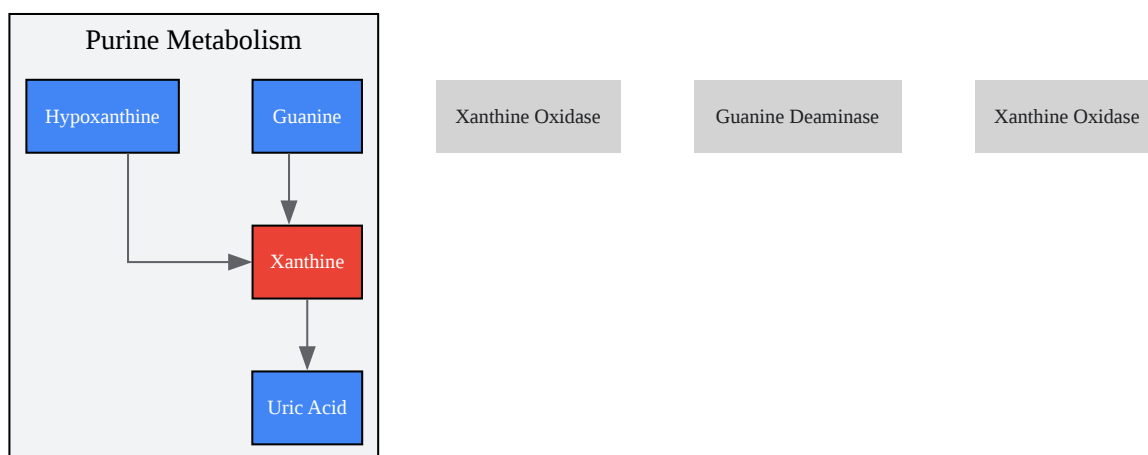 Purine Metabolism
Hypoxanthine
Guanine
Xanthine Oxidase
Guanine Deaminase
Xanthine Oxidase
Xanthine
Uric Acid